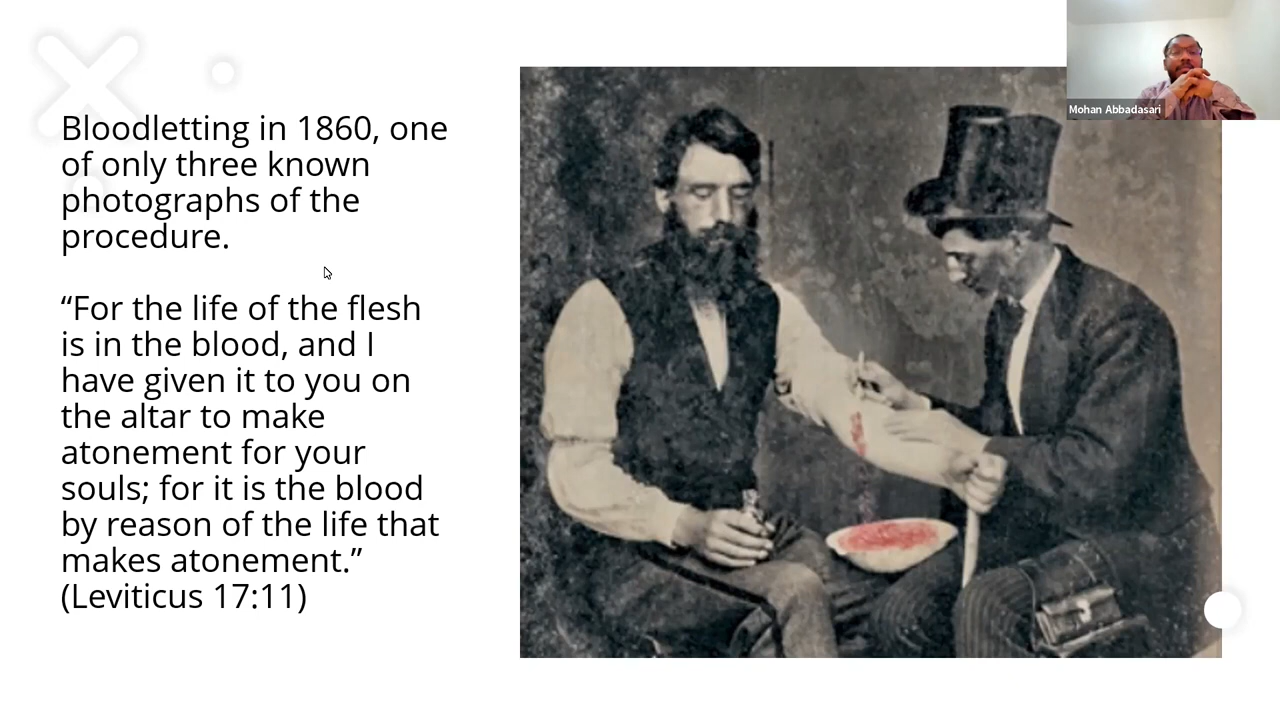 Bloodletting in 1860, one
of only three known
photographs of the
procedure.
“For the life of the flesh
is in the blood, and I
have given it to you on
the altar to make
atonement for your
souls; for it is the blood
by reason of the life that
makes atonement.”
(Leviticus 17:11)
Mohan Abbadasari